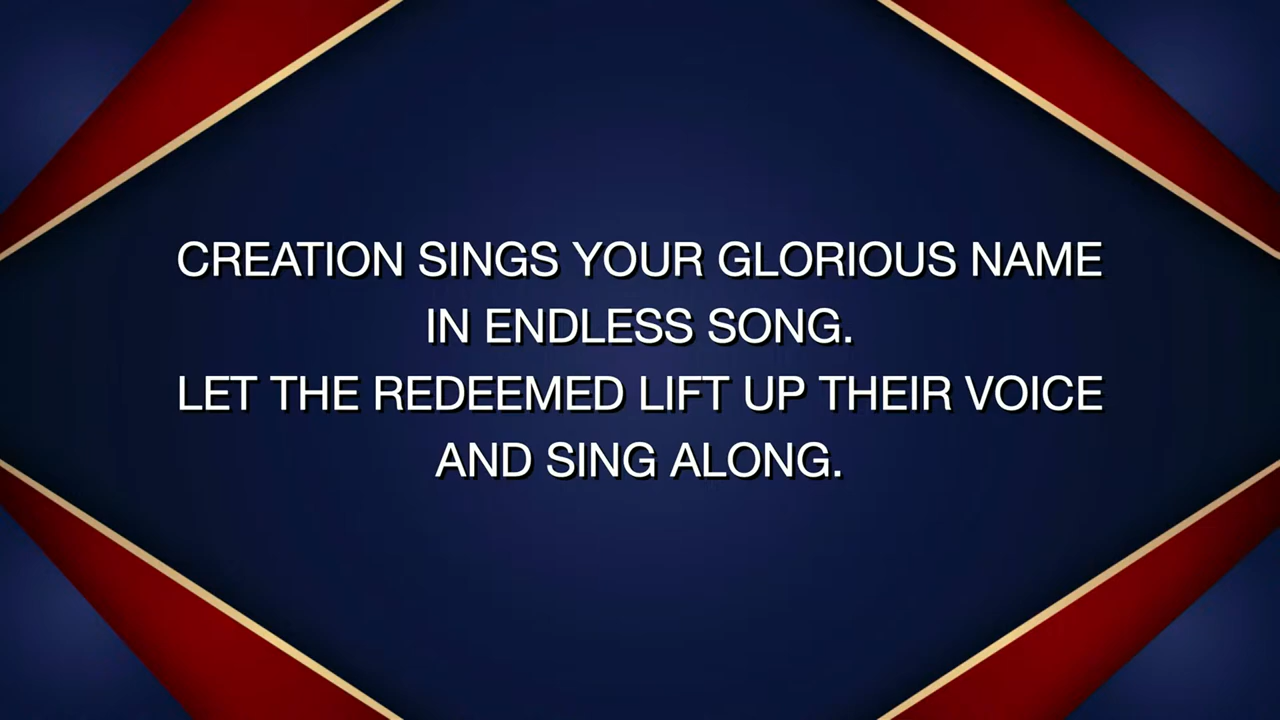 CREATION SINGS YOUR GLORIOUS NAME
IN ENDLESS SONG.
LET THE REDEEMED LIFT UP THEIR VOICE
AND SING ALONG.